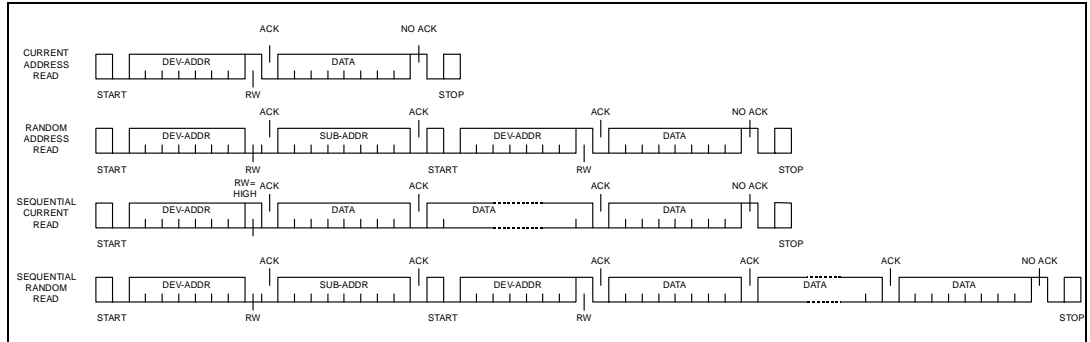 ACK NO ACK
CURRENT
ADDRESS
READ
DEV-ADDR DATA
START RW STOP
ACK ACK ACK NO ACK
RANDOM
ADDRESS
READ
DEV-ADDR SUB-ADDR DEV-ADDR DATA
START RW START RW STOP
RW=
HIGH
ACK ACK ACK NO ACK
SEQUENTIAL
CURRENT
READ
DEV-ADDR DATA DATA DATA
START STOP
ACK ACK ACK ACK ACK NO ACK
SEQUENTIAL
RANDOM
READ
DEV-ADDR SUB-ADDR DEV-ADDR DATA DATA DATA
START RW START RW STOP